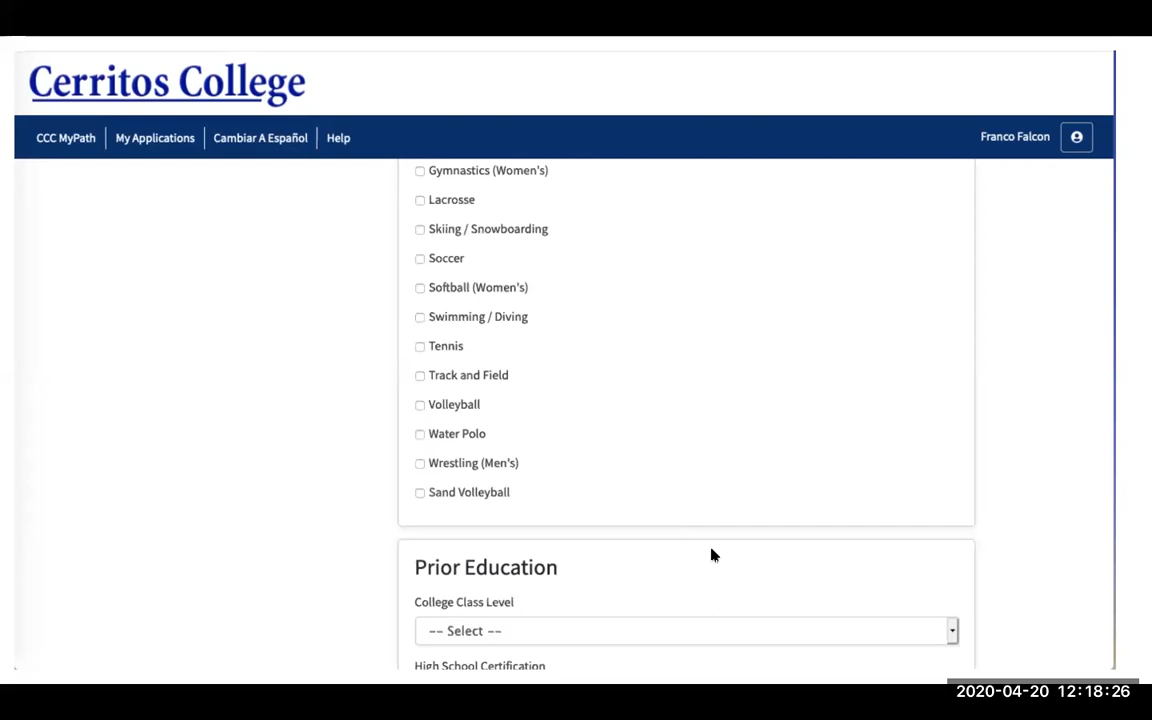 Cerritos College
CCC MyPath
My Applications
Cambiar A Español
Help
Franco Falcon
Gymnastics (Women's)
Lacrosse
Skiing / Snowboarding
Soccer
Softball (Women's)
Swimming / Diving
Tennis
Track and Field
Volleyball
Water Polo
Wrestling (Men's)
Sand Volleyball
Prior Education
College Class Level
-- Select --
High School Certification
2020-04-20 12:18:26